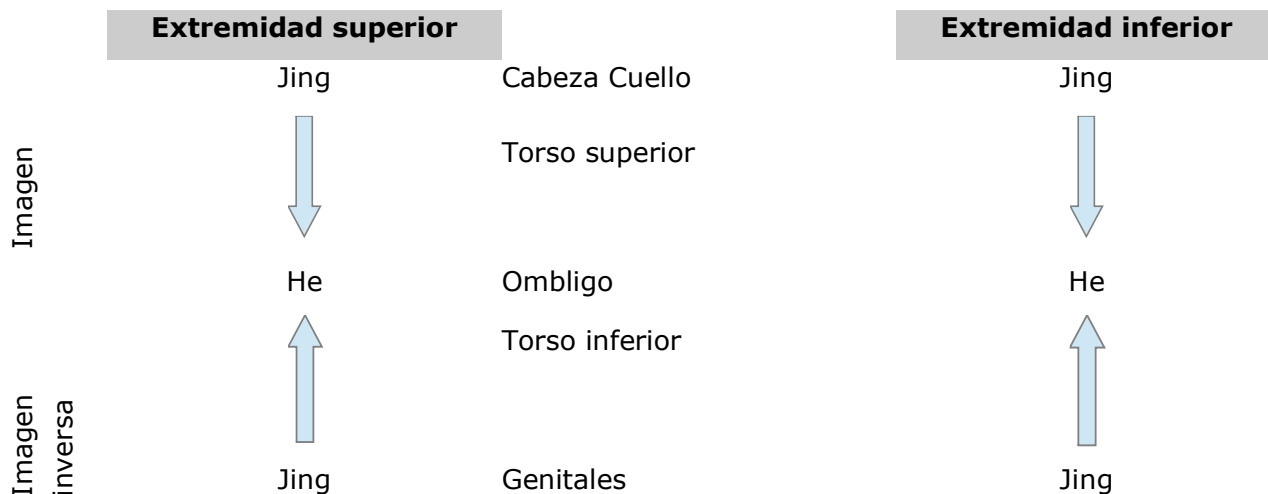 Extremidad superior Extremidad inferior
Jing Cabeza Cuello Jing
Imagen
Torso superior
He Ombligo He
Torso inferior
Imagen
inversa
Jing Genitales Jing